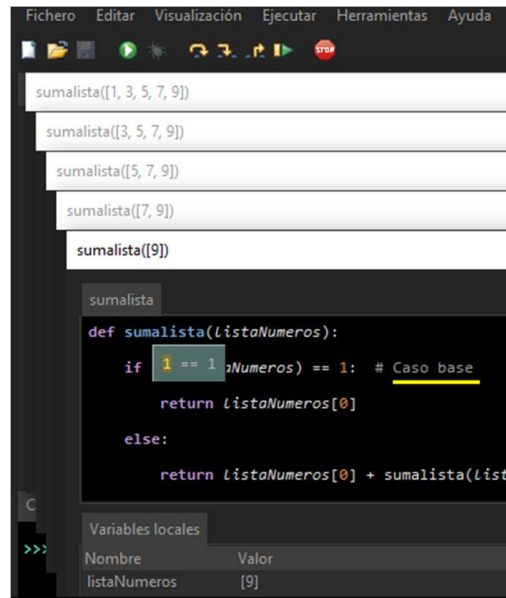 Fichero Editar Visualización Ejecutar Herramientas Ayuda
STOP
sumalista([1, 3, 5, 7, 9])
sumalista([3, 5, 7, 9])
sumalista([5, 7, 9])
sumalista([7, 9])
sumalista([9])
sumalista
def sumalista(listaNumeros):
if 1 == 1 aNumeros) == 1: # Caso base
return listaNumeros[0]
else:
return listaNumeros[0] + sumalista(list
C
Variables locales
>>>
Nombre Valor
listaNumeros [9]